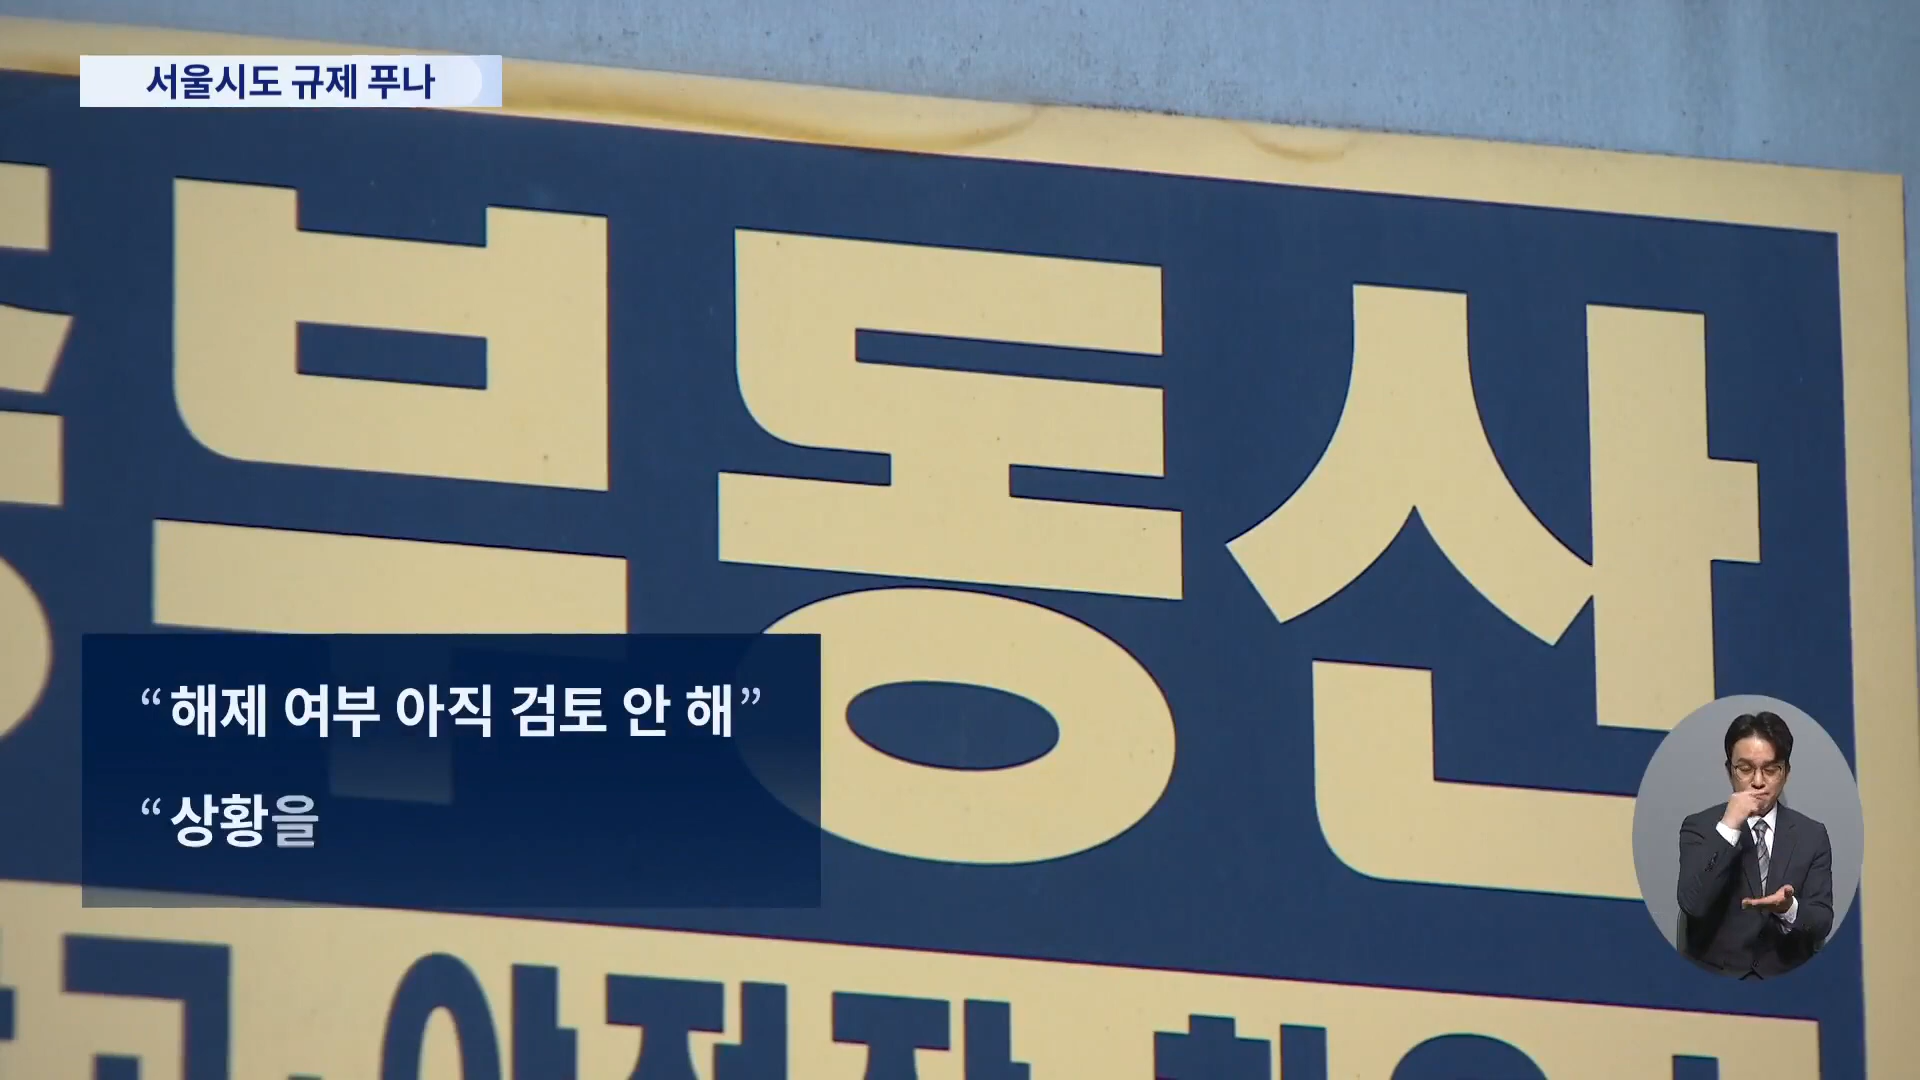 서울시도 규제 푸나
부동산
“해제 여부 아직 검토 안 해”
“상황을